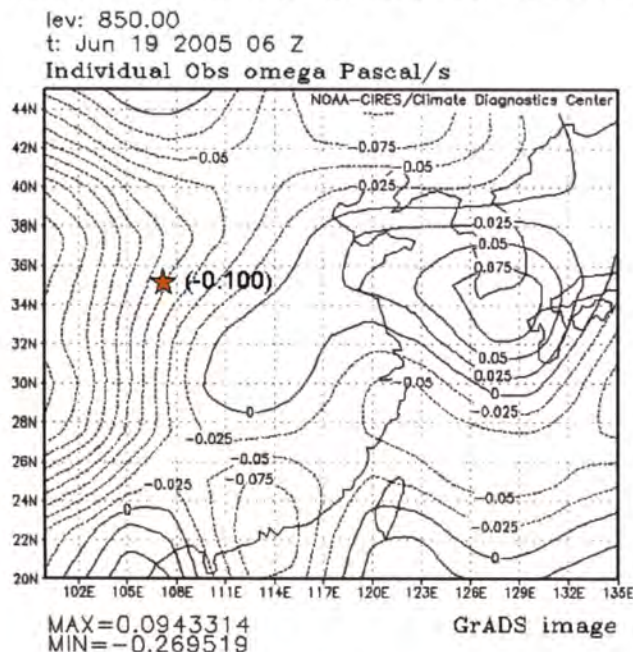 lev: 850.00
t: Jun 19 2005 06 Z
Individual Obs omega Pascal/s
NOAA-CIRES/Climate Diagnostics Center
44N
42N
40N
38N
36N
34N
32N
30N
28N
26N
24N
22N
20N
-0.05
-0.075
-0.05
0.025
0.025
0.05
0.075
(-0.100)
0.05
0.025
0
0
-0.05
-0.025
-0.025
-0.05
-0.075
-0.025
0
-0.05
-0.025
0
102E 105E 108E 111E 114E 117E 120E 123E 126E 129E 132E 135E
MAX=0.0943314
MIN=-0.269519
GrADS image